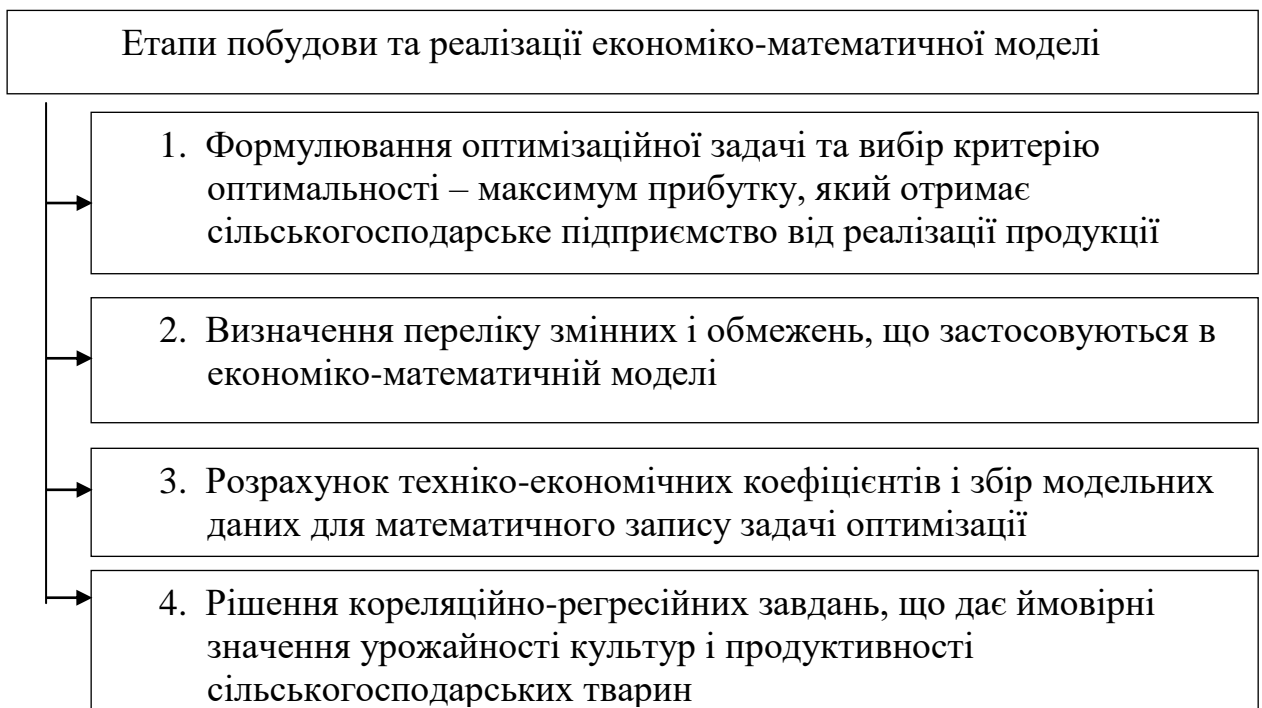 Етапи побудови та реалізації економіко-математичної моделі
1. Формулювання оптимізаційної задачі та вибір критерію
оптимальності – максимум прибутку, який отримає
сільськогосподарське підприємство від реалізації продукції
2. Визначення переліку змінних і обмежень, що застосовуються в
економіко-математичній моделі
3. Розрахунок техніко-економічних коефіцієнтів і збір модельних
даних для математичного запису задачі оптимізації
4. Рішення кореляційно-регресійних завдань, що дає ймовірні
значення урожайності культур і продуктивності
сільськогосподарських тварин